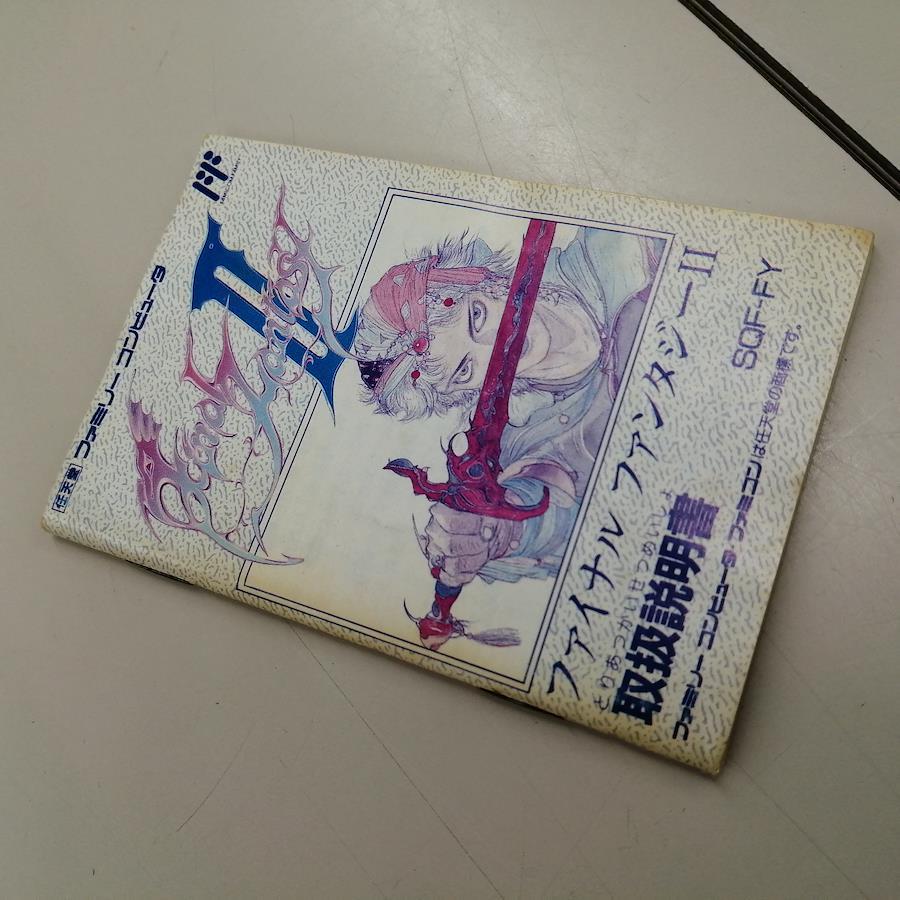 任天堂 ファミリー コンピュータ
FF
Final Fantasy
II
ファイナル ファンタジーII
とりあつかいせつめいしょ
取扱説明書
SQF-FY
ファミリー コンピュータ ファミコンは任天堂の商標です。